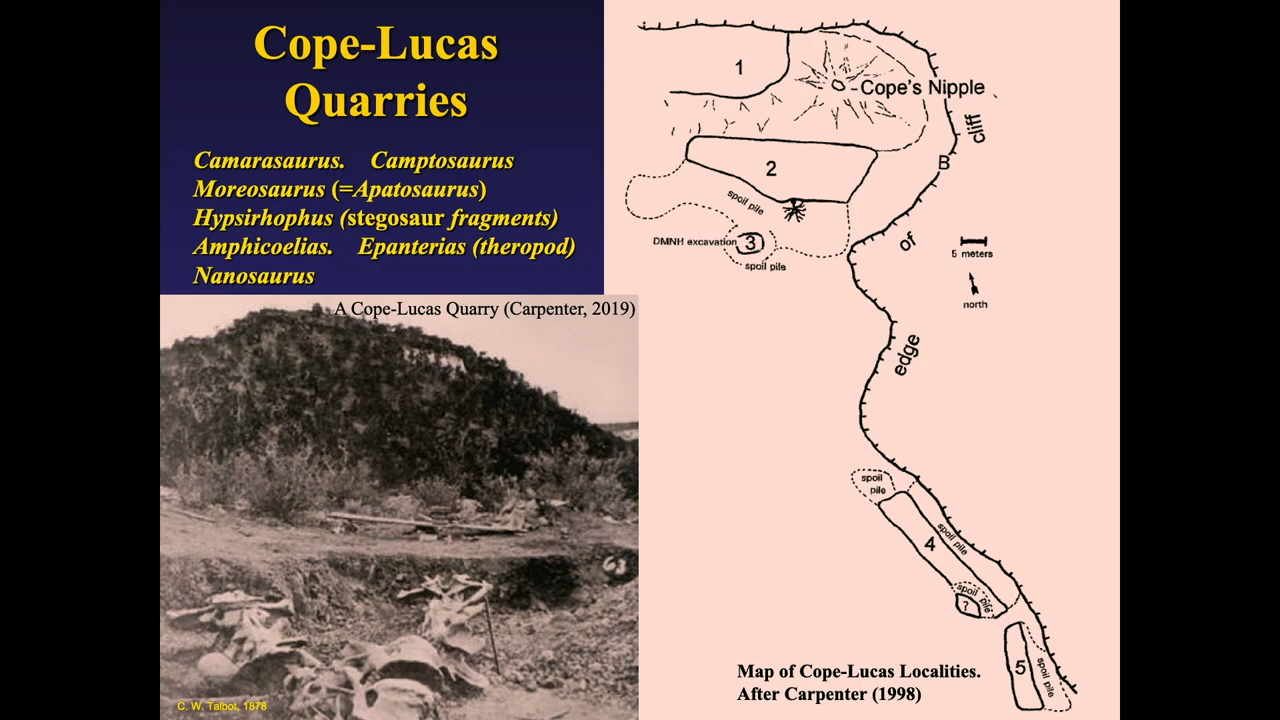 Cope-Lucas
Quarries
Camarasaurus. Camptosaurus
Moreosaurus (=Apatosaurus)
Hypsirhophus (stegosaur fragments)
Amphicoelias. Epanterias (theropod)
Nanosaurus
A Cope-Lucas Quarry (Carpenter, 2019)
C. W. Talbot, 1878
1
Cope's Nipple
cliff
B
2
spoil pile
of
DMNH excavation
3
spoil pile
5 meters
north
edge
spoil
pile
4
spoil pile
spoil pile
?
5
spoil pile
Map of Cope-Lucas Localities.
After Carpenter (1998)